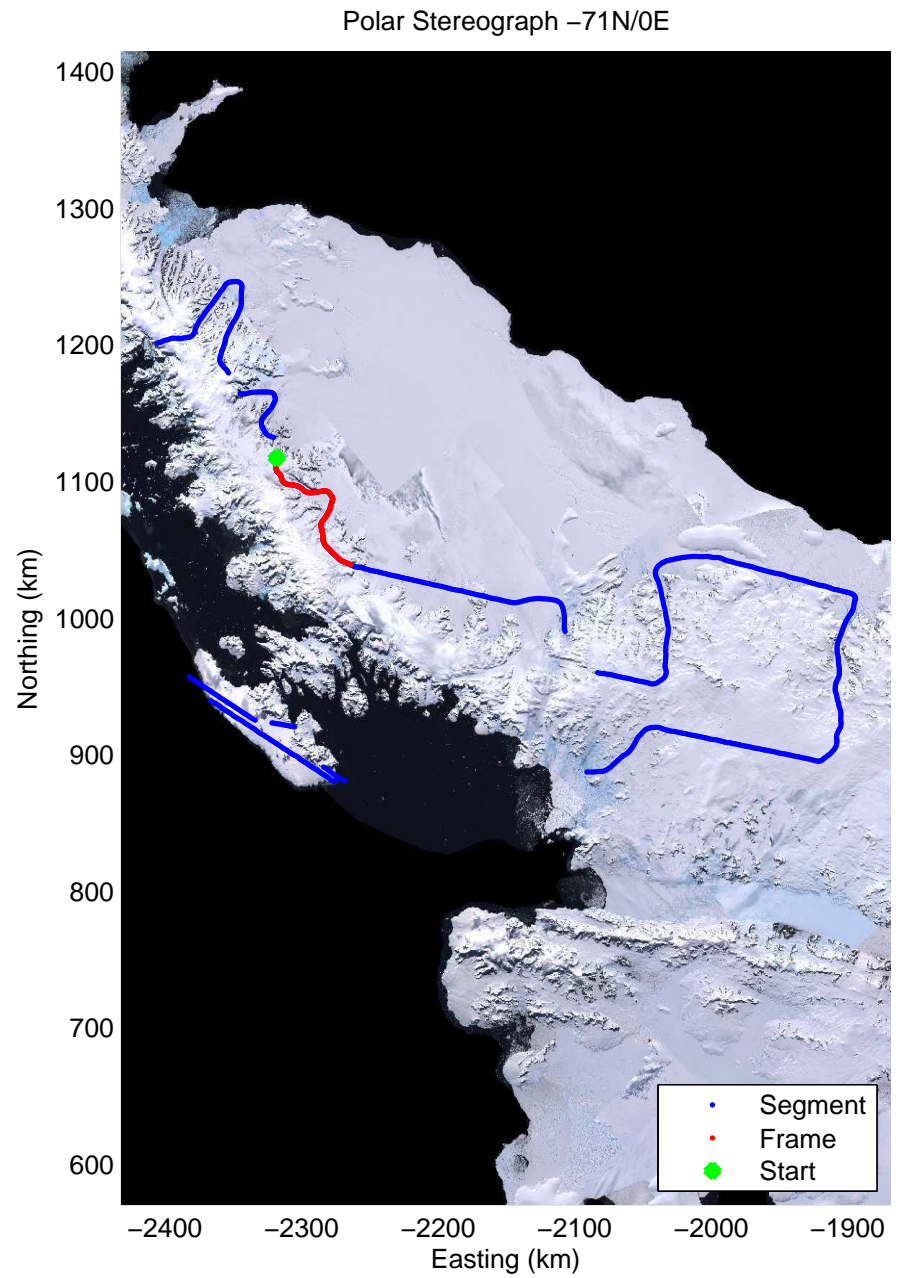 Polar Stereograph −71N/0E
1400
1300
1200
1100
1000
900
800
700
600
Northing (km)
−2400
−2300
−2200
−2100
−2000
−1900
Easting (km)
Segment
Frame
Start